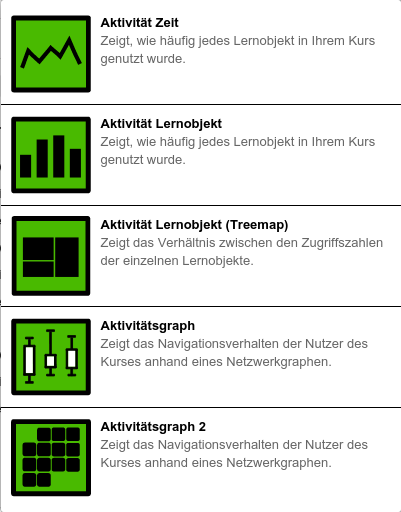 Aktivität Zeit
Zeigt, wie häufig jedes Lernobjekt in Ihrem Kurs
genutzt wurde.
Aktivität Lernobjekt
Zeigt, wie häufig jedes Lernobjekt in Ihrem Kurs
genutzt wurde.
Aktivität Lernobjekt (Treemap)
Zeigt das Verhältnis zwischen den Zugriffszahlen
der einzelnen Lernobjekte.
Aktivitätsgraph
Zeigt das Navigationsverhalten der Nutzer des
Kurses anhand eines Netzwerkgraphen.
Aktivitätsgraph 2
Zeigt das Navigationsverhalten der Nutzer des
Kurses anhand eines Netzwerkgraphen.